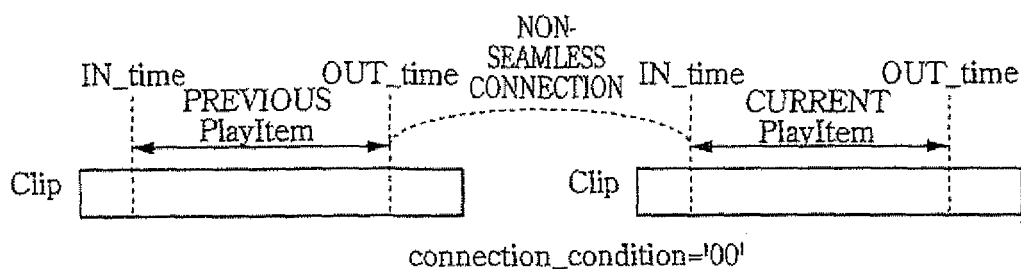 NON-
SEAMLESS
CONNECTION
IN_time
OUT_time
IN_time
OUT_time
PREVIOUS
PlayItem
CURRENT
PlayItem
Clip
Clip
connection_condition='00'